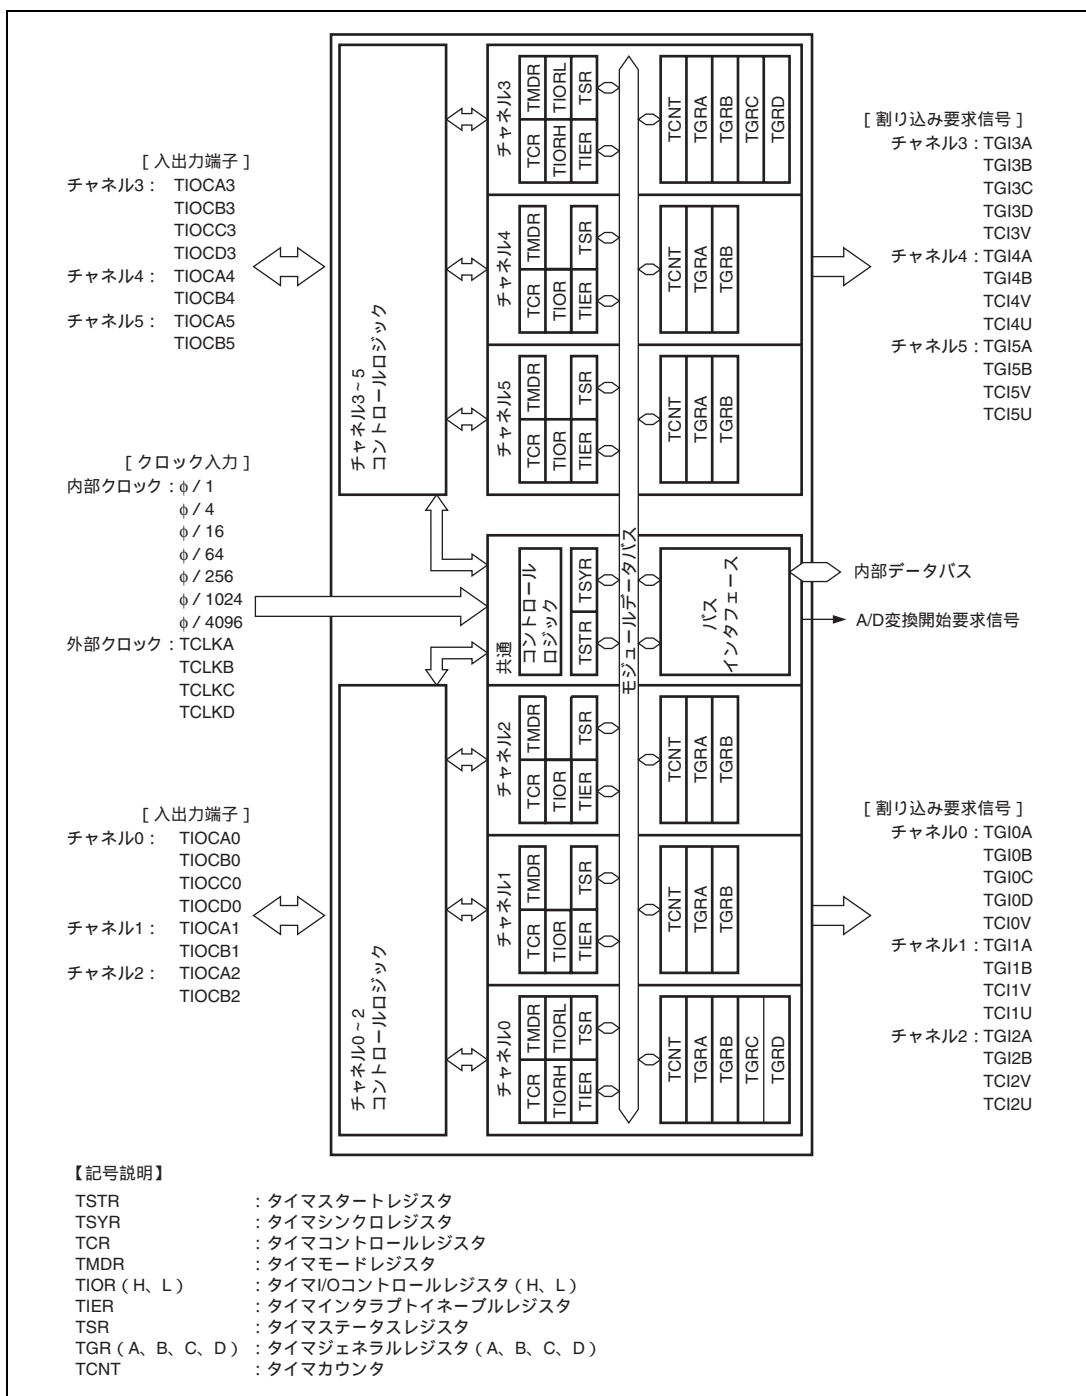 [ 入出力端子 ]
チャネル3： TIOCA3
TIOCB3
TIOCC3
TIOCD3
チャネル4： TIOCA4
TIOCB4
チャネル5： TIOCA5
TIOCB5
[ クロック入力 ]
内部クロック：φ / 1
φ / 4
φ / 16
φ / 64
φ / 256
φ / 1024
φ / 4096
外部クロック：TCLKA
TCLKB
TCLKC
TCLKD
[ 入出力端子 ]
チャネル0： TIOCA0
TIOCB0
TIOCC0
TIOCD0
チャネル1： TIOCA1
TIOCB1
チャネル2： TIOCA2
TIOCB2
チャネル3~5
コントロールロジック
チャネル0~2
コントロールロジック
チャネル3
TCR TMDR
TIORH TIORL
TIER TSR
TCNT
TGRA
TGRB
TGRC
TGRD
チャネル4
TCR TMDR
TIOR
TIER TSR
TCNT
TGRA
TGRB
チャネル5
TCR TMDR
TIOR
TIER TSR
TCNT
TGRA
TGRB
共通
コントロール
ロジック
TSTR TSYR
モジュールデータバス
バス
インタフェース
チャネル2
TCR TMDR
TIOR
TIER TSR
TCNT
TGRA
TGRB
チャネル1
TCR TMDR
TIOR
TIER TSR
TCNT
TGRA
TGRB
チャネル0
TCR TMDR
TIORH TIORL
TIER TSR
TCNT
TGRA
TGRB
TGRC
TGRD
[ 割り込み要求信号 ]
チャネル3：TGI3A
TGI3B
TGI3C
TGI3D
TCI3V
チャネル4：TGI4A
TGI4B
TCI4V
TCI4U
チャネル5：TGI5A
TGI5B
TCI5V
TCI5U
内部データバス
A/D変換開始要求信号
[ 割り込み要求信号 ]
チャネル0：TGI0A
TGI0B
TGI0C
TGI0D
TCI0V
チャネル1：TGI1A
TGI1B
TCI1V
TCI1U
チャネル2：TGI2A
TGI2B
TCI2V
TCI2U
【記号説明】
TSTR ：タイマスタートレジスタ
TSYR ：タイマシンクロレジスタ
TCR ：タイマコントロールレジスタ
TMDR ：タイマモードレジスタ
TIOR（H、L） ：タイマI/Oコントロールレジスタ（H、L）
TIER ：タイマインタラプトイネーブルレジスタ
TSR ：タイマステータスレジスタ
TGR（A、B、C、D）：タイマジェネラルレジスタ（A、B、C、D）
TCNT ：タイマカウンタ